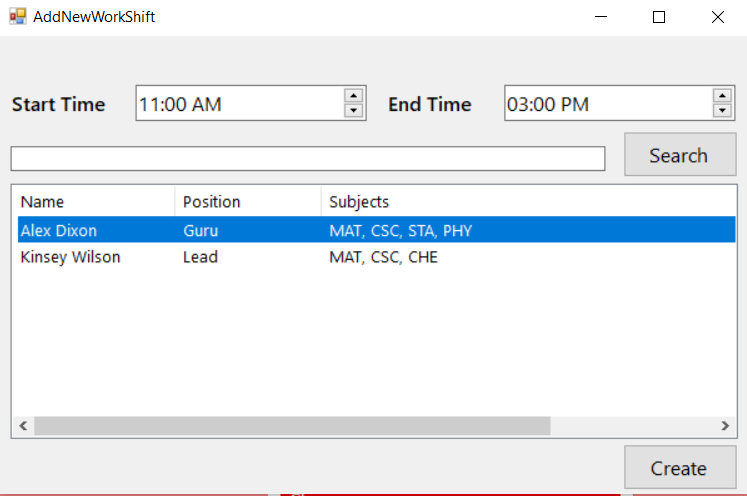 AddNewWorkShift
Start Time 11:00 AM End Time 03:00 PM
Search
Name Position Subjects
Alex Dixon Guru MAT, CSC, STA, PHY
Kinsey Wilson Lead MAT, CSC, CHE
Create